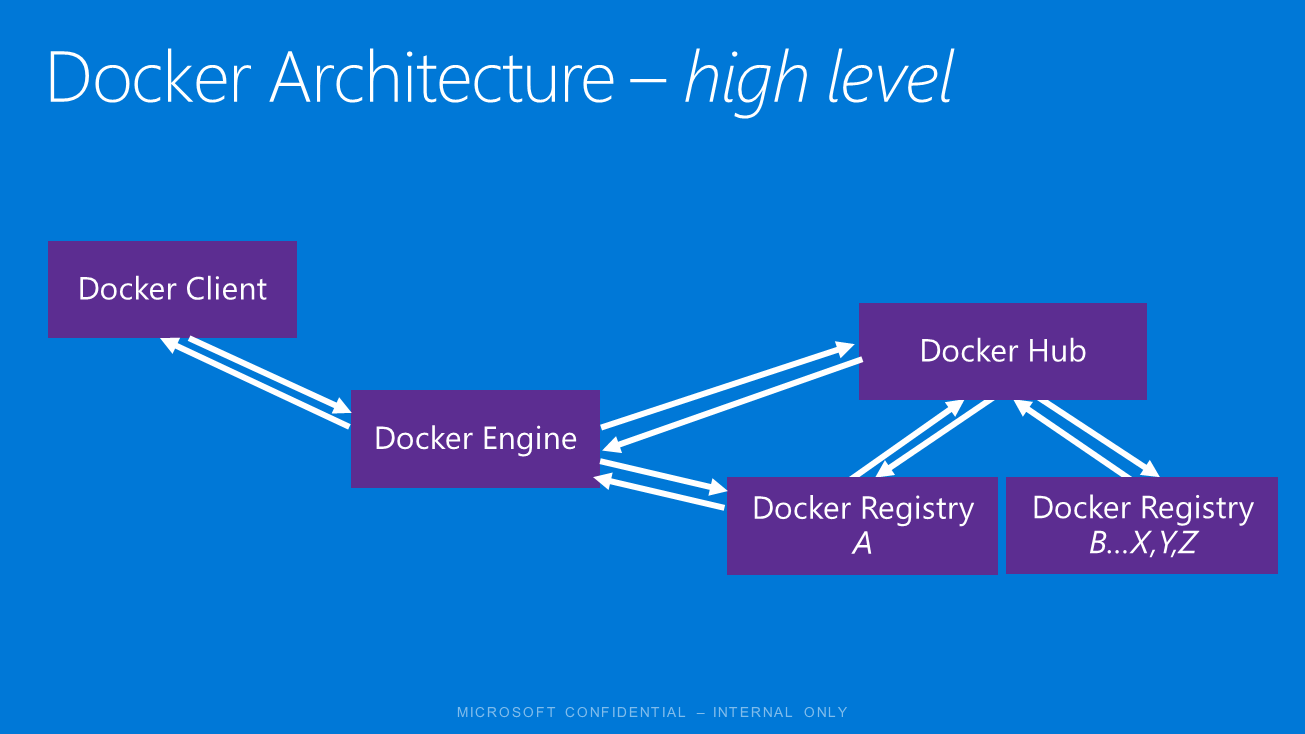 Docker Architecture – high level
Docker Client
Docker Hub
Docker Engine
Docker Registry
A
Docker Registry
B…X,Y,Z
MICROSOFT CONFIDENTIAL – INTERNAL ONLY